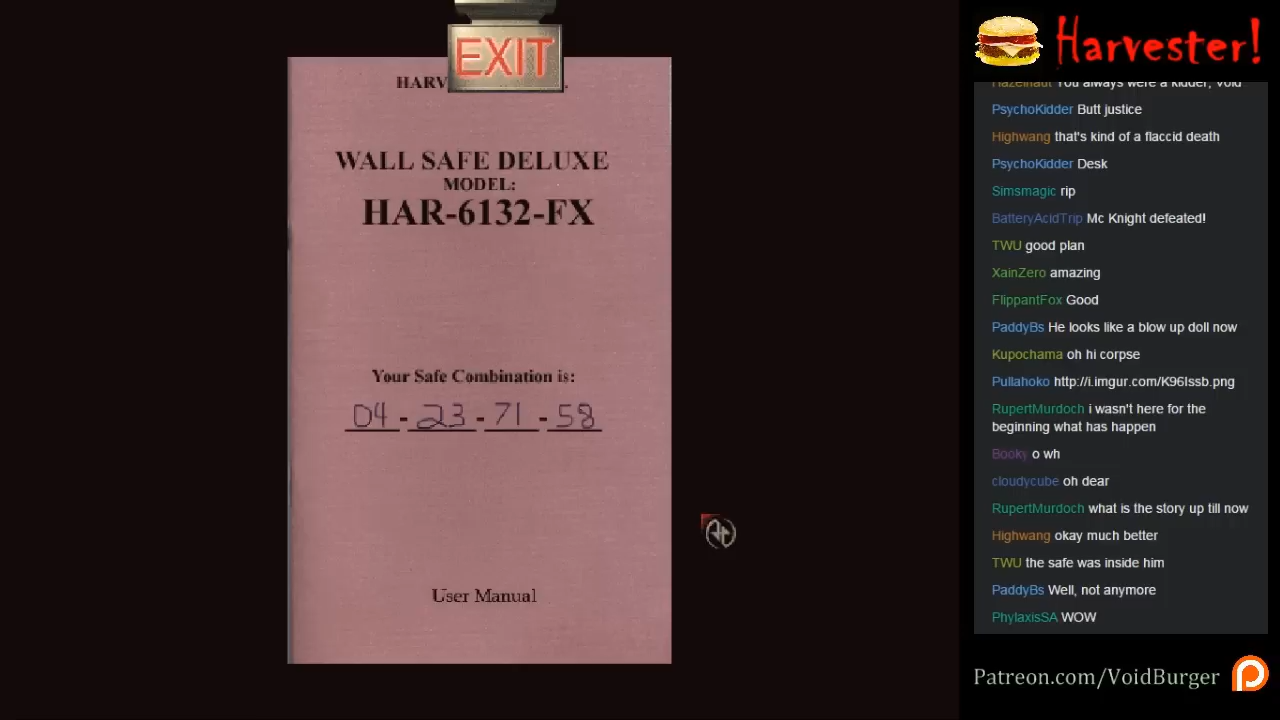 EXIT
HARV
WALL SAFE DELUXE
MODEL:
HAR-6132-FX
Your Safe Combination is:
04 - 23 - 71 - 58
User Manual
Harvester!
Hazelnaut You always were a kidder, Void
PsychoKidder Butt justice
Highwang that's kind of a flaccid death
PsychoKidder Desk
Simsmagic rip
BatteryAcidTrip Mc Knight defeated!
TWU good plan
XainZero amazing
FlippantFox Good
PaddyBs He looks like a blow up doll now
Kupochama oh hi corpse
Pullahoko http://i.imgur.com/K96Issb.png
RupertMurdoch i wasn't here for the
beginning what has happen
Booky o wh
cloudycube oh dear
RupertMurdoch what is the story up till now
Highwang okay much better
TWU the safe was inside him
PaddyBs Well, not anymore
PhylaxisSA WOW
Patreon.com/VoidBurger